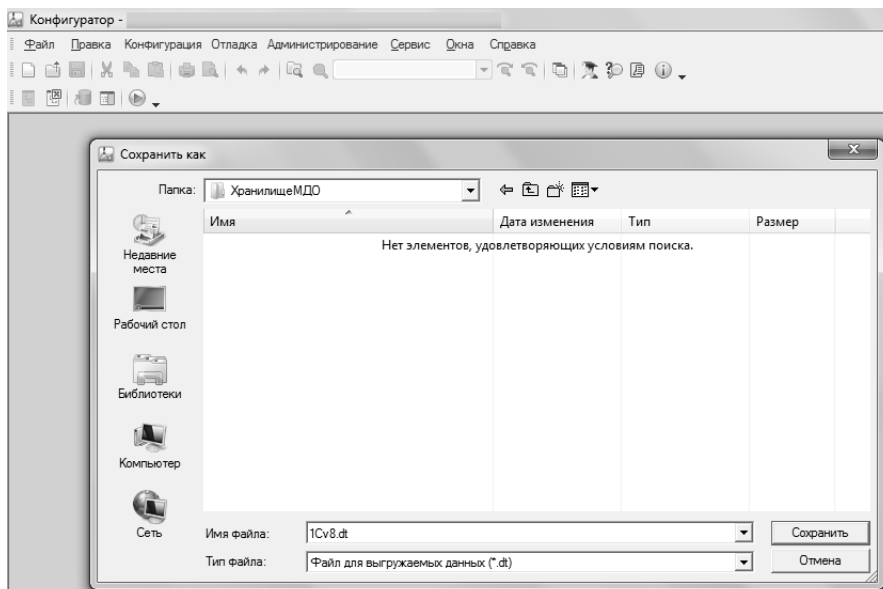 Конфигуратор -
Файл Правка Конфигурация Отладка Администрирование Сервис Окна Справка
Сохранить как
Папка: ХранилищеМДО
Имя Дата изменения Тип Размер
Нет элементов, удовлетворяющих условиям поиска.
Недавние места
Рабочий стол
Библиотеки
Компьютер
Сеть
Имя файла: 1Cv8.dt Сохранить
Тип файла: Файл для выгружаемых данных (*.dt) Отмена